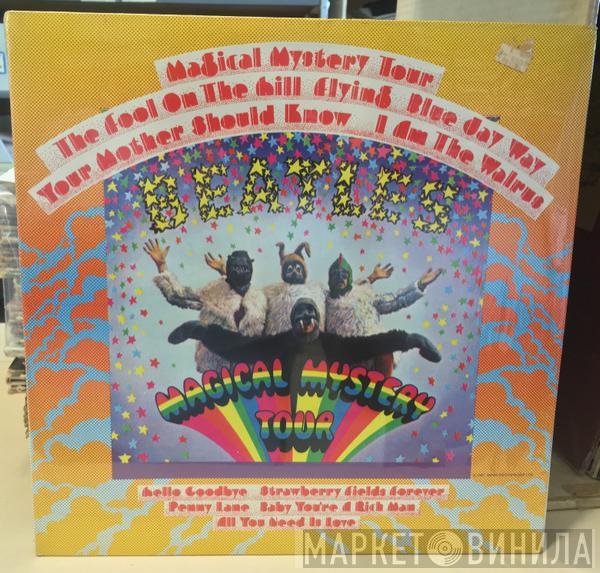 Magical Mystery Tour
The Fool On The Hill Flying Blue Jay Way
Your Mother Should Know I Am The Walrus
BEATLES
MAGICAL MYSTERY
TOUR
Hello Goodbye Strawberry Fields Forever
Penny Lane Baby You're A Rich Man
All You Need Is Love
МАРКЕТ ВИНИЛА